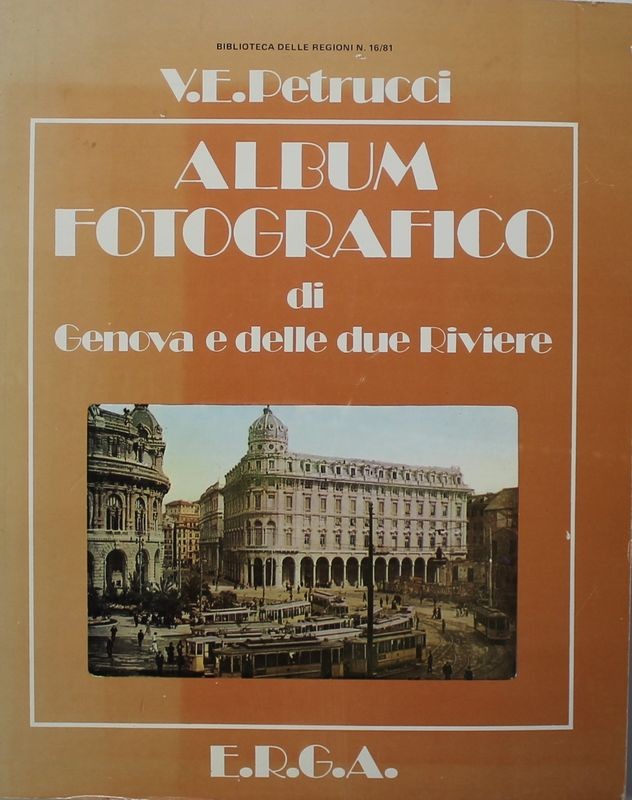 BIBLIOTECA DELLE REGIONI N. 16/81
V.E.Petrucci
ALBUM
FOTOGRAFICO
di
Genova e delle due Riviere
E.R.G.A.